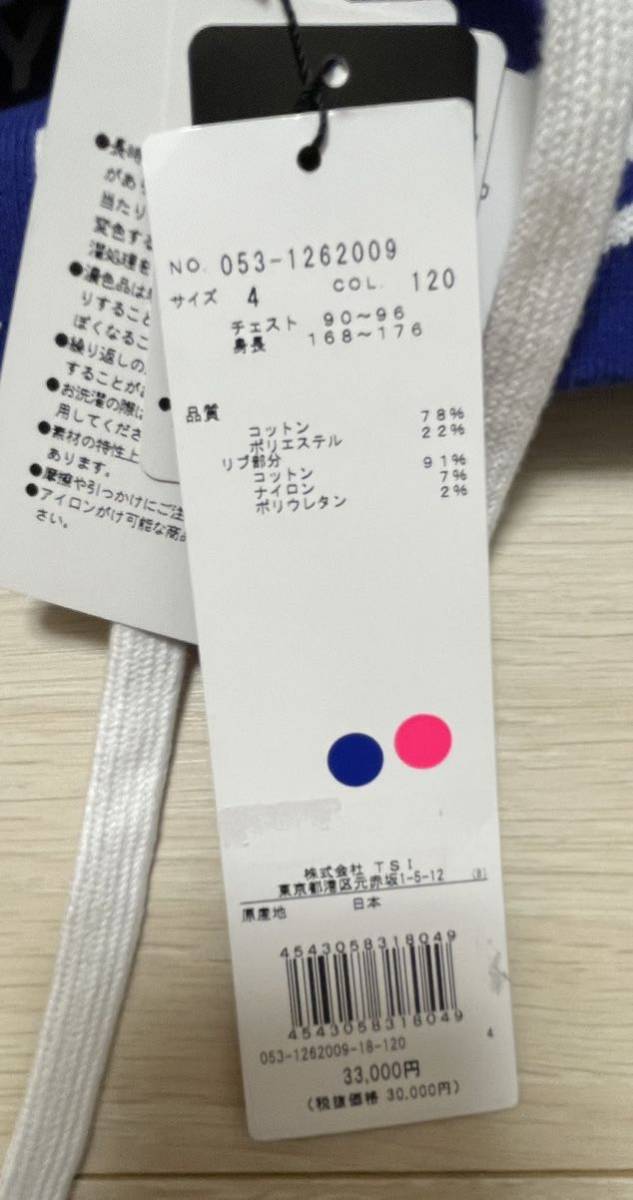 Y
●長時
があり
当たり
変色する
濯処理を
●濃色品は
りすること
ぽくなるこ
●繰り返しの
することが
●お洗濯の際は
用してくださ
●素材の特性上
あります。
●摩擦や引っかけにご注
●アイロンがけ可能な商品
さい。
NO. 053-1262009
サイズ 4 COL. 120
チェスト 90~96
身長 168~176
品質
コットン 78%
ポリエステル 22%
リブ部分
コットン 91%
ナイロン 7%
ポリウレタン 2%
株式会社 TSI
東京都港区元赤坂1-5-12 (B)
原産地 日本
4543058318049
4543058318049
053-1262009-18-120 4
33,000円
(税抜価格 30,000円)